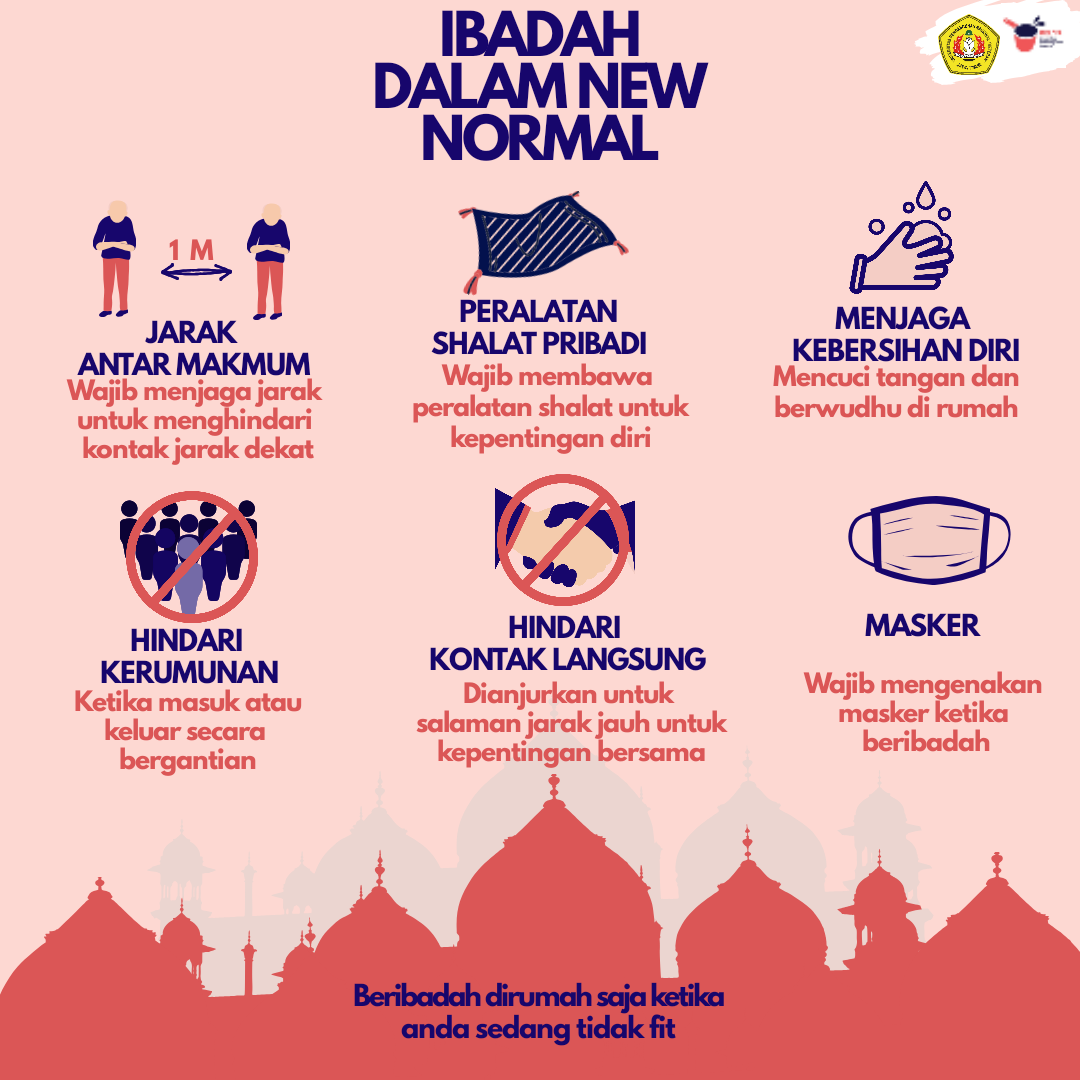 IBADAH
DALAM NEW
NORMAL
1 M
JARAK
ANTAR MAKMUM
Wajib menjaga jarak
untuk menghindari
kontak jarak dekat
PERALATAN
SHALAT PRIBADI
Wajib membawa
peralatan shalat untuk
kepentingan diri
MENJAGA
KEBERSIHAN DIRI
Mencuci tangan dan
berwudhu di rumah
HINDARI
KERUMUNAN
Ketika masuk atau
keluar secara
bergantian
HINDARI
KONTAK LANGSUNG
Dianjurkan untuk
salaman jarak jauh untuk
kepentingan bersama
MASKER
Wajib mengenakan
masker ketika
beribadah
Beribadah dirumah saja ketika
anda sedang tidak fit